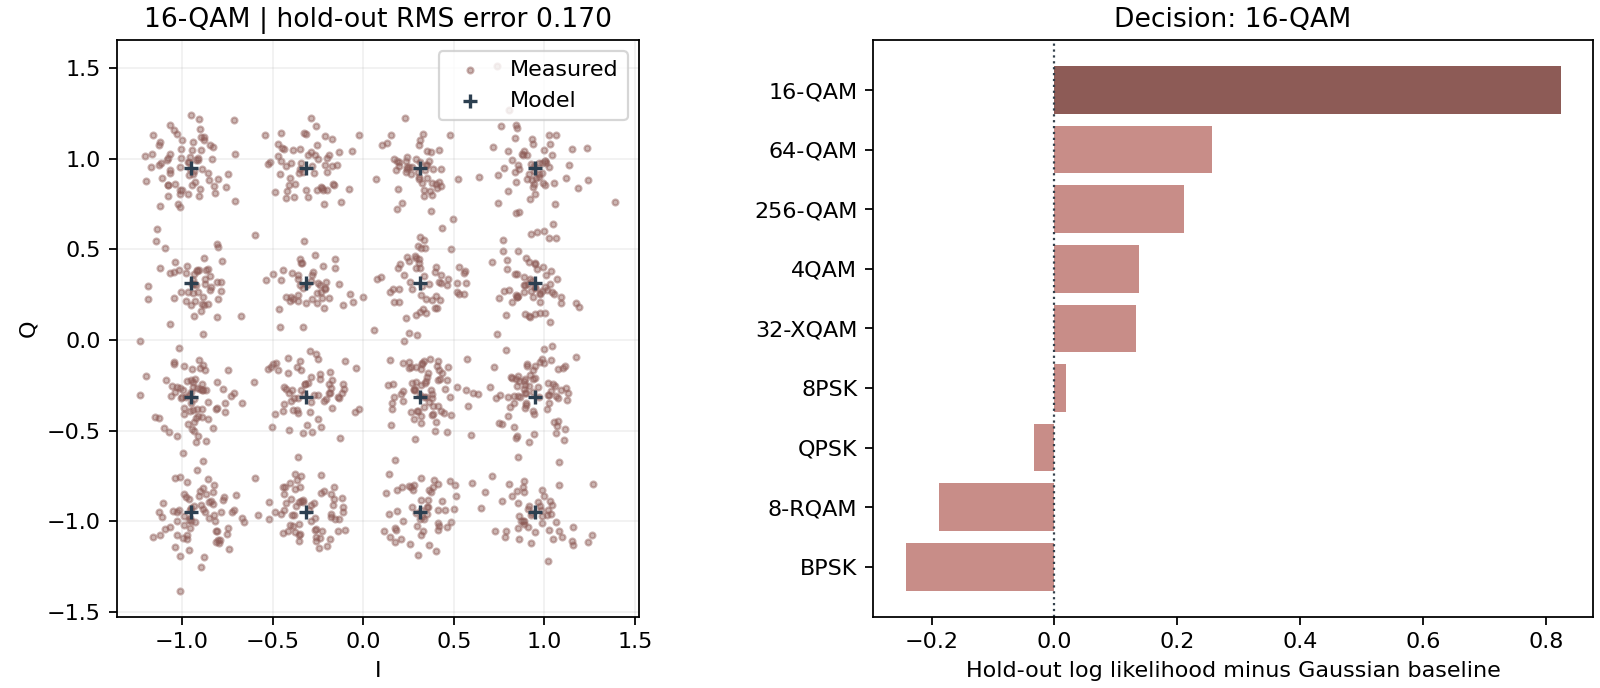 16-QAM | hold-out RMS error 0.170
Measured
Model
1.5
1.0
0.5
0.0
−0.5
−1.0
−1.5
Q
−1.0
−0.5
0.0
0.5
1.0
1.5
I
Decision: 16-QAM
16-QAM
64-QAM
256-QAM
4QAM
32-XQAM
8PSK
QPSK
8-RQAM
BPSK
−0.2
0.0
0.2
0.4
0.6
0.8
Hold-out log likelihood minus Gaussian baseline